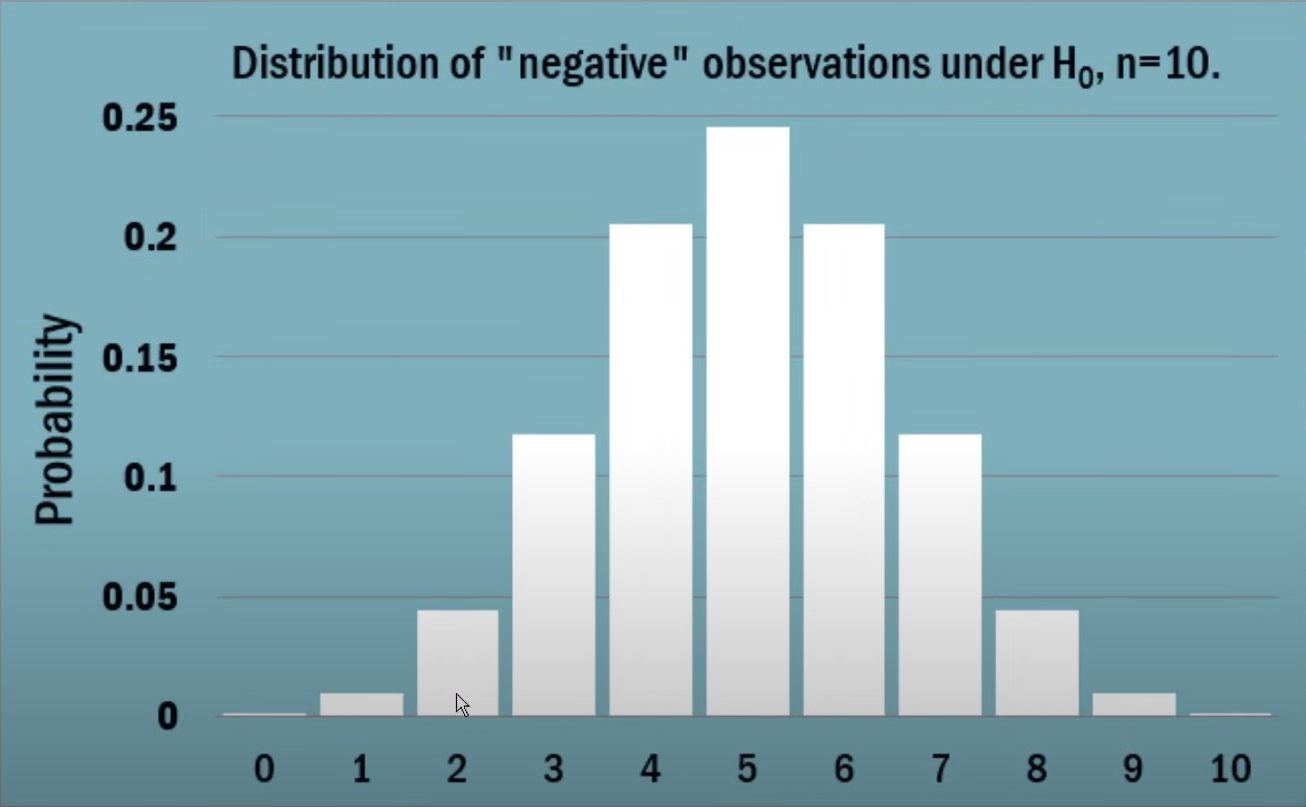 Distribution of "negative" observations under H₀, n=10.
0.25
0.2
0.15
0.1
0.05
0
Probability
0 1 2 3 4 5 6 7 8 9 10